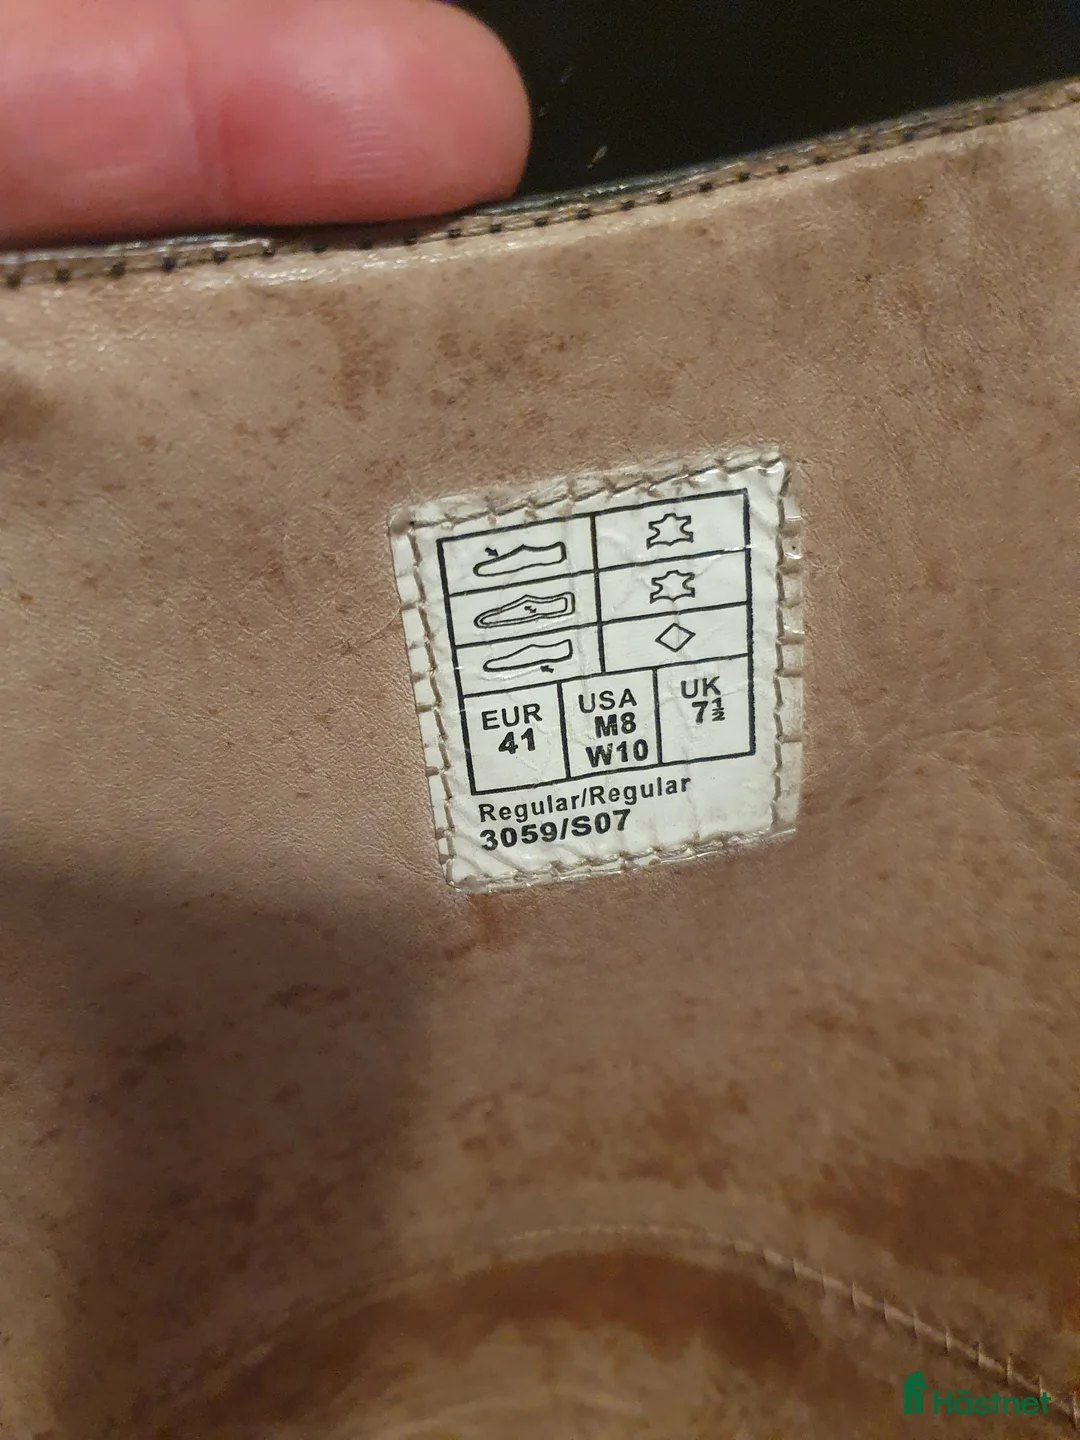 EUR
41
USA
M8
W10
UK
7½
Regular/Regular
3059/S07
Hästnet